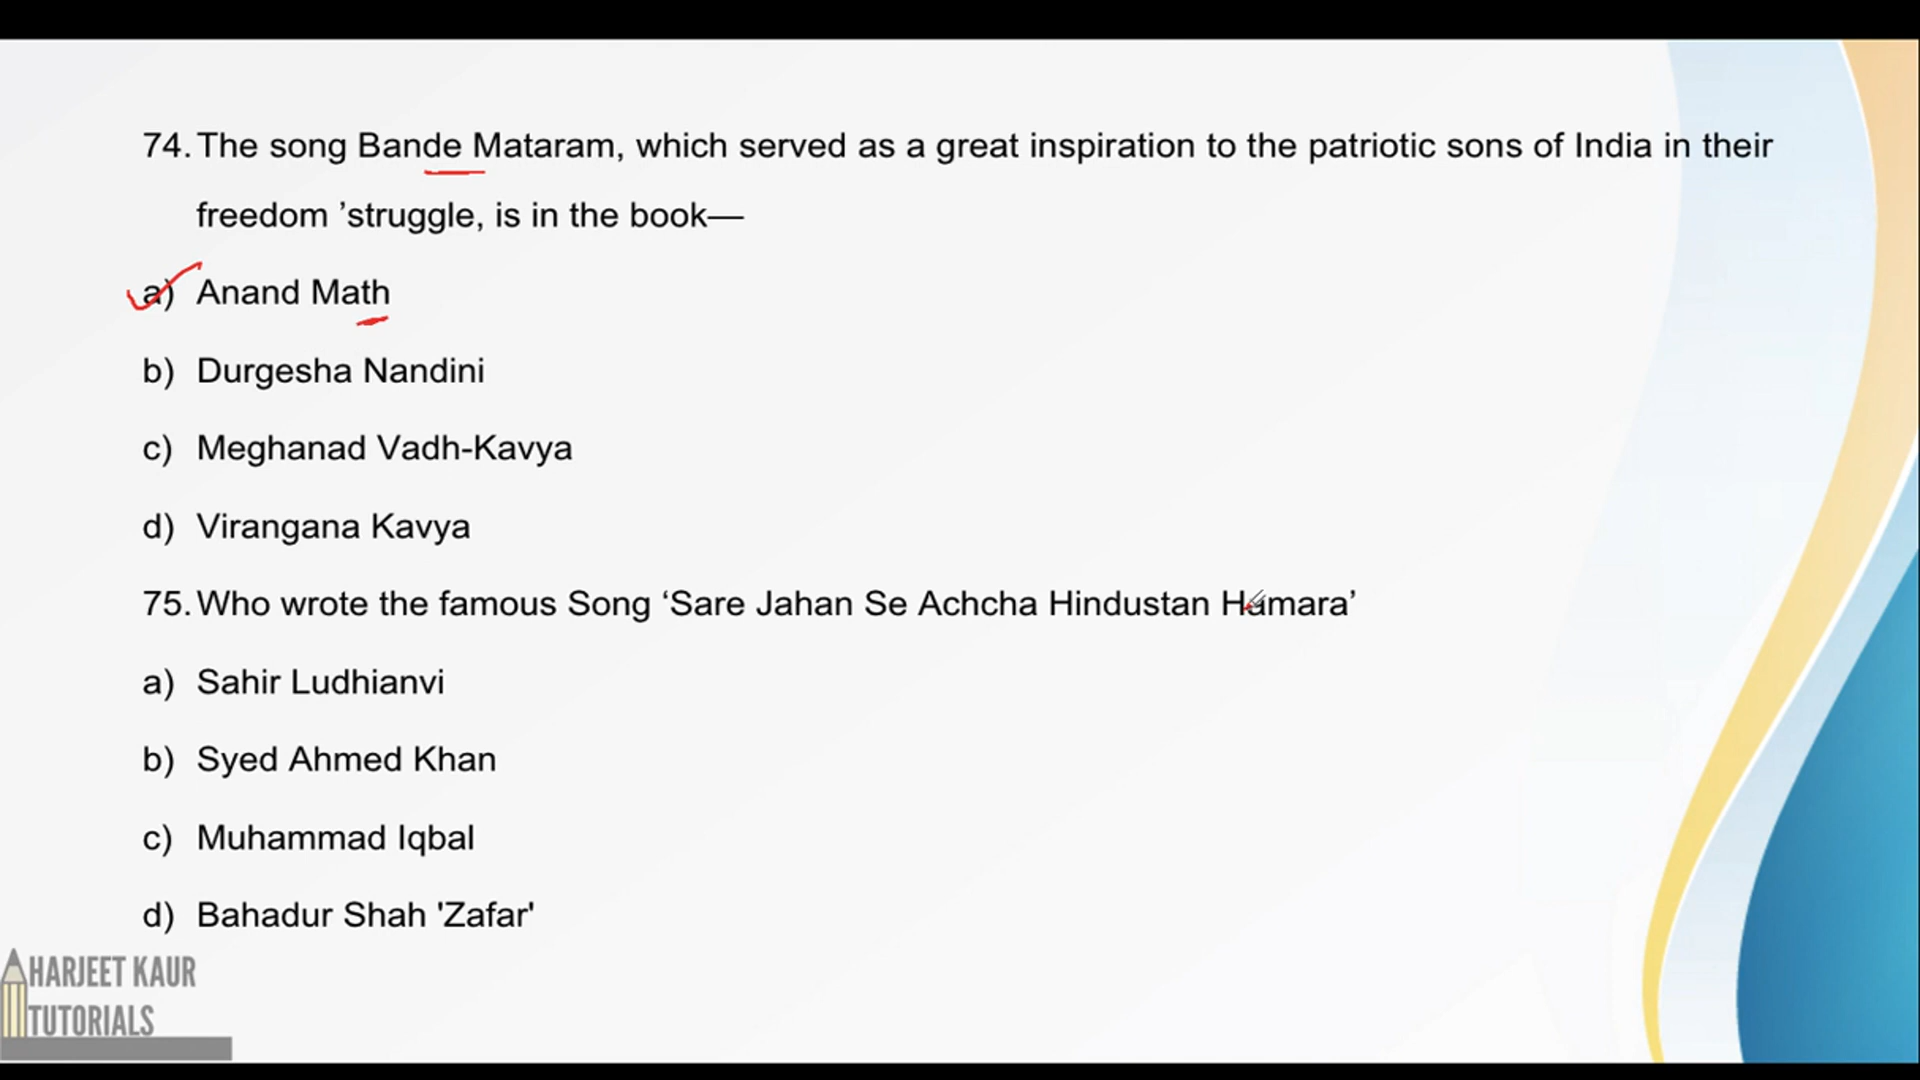 74. The song Bande Mataram, which served as a great inspiration to the patriotic sons of India in their
freedom ’struggle, is in the book—
a) Anand Math
b) Durgesha Nandini
c) Meghanad Vadh-Kavya
d) Virangana Kavya
75. Who wrote the famous Song ‘Sare Jahan Se Achcha Hindustan Hamara’
a) Sahir Ludhianvi
b) Syed Ahmed Khan
c) Muhammad Iqbal
d) Bahadur Shah 'Zafar'
HARJEET KAUR
TUTORIALS